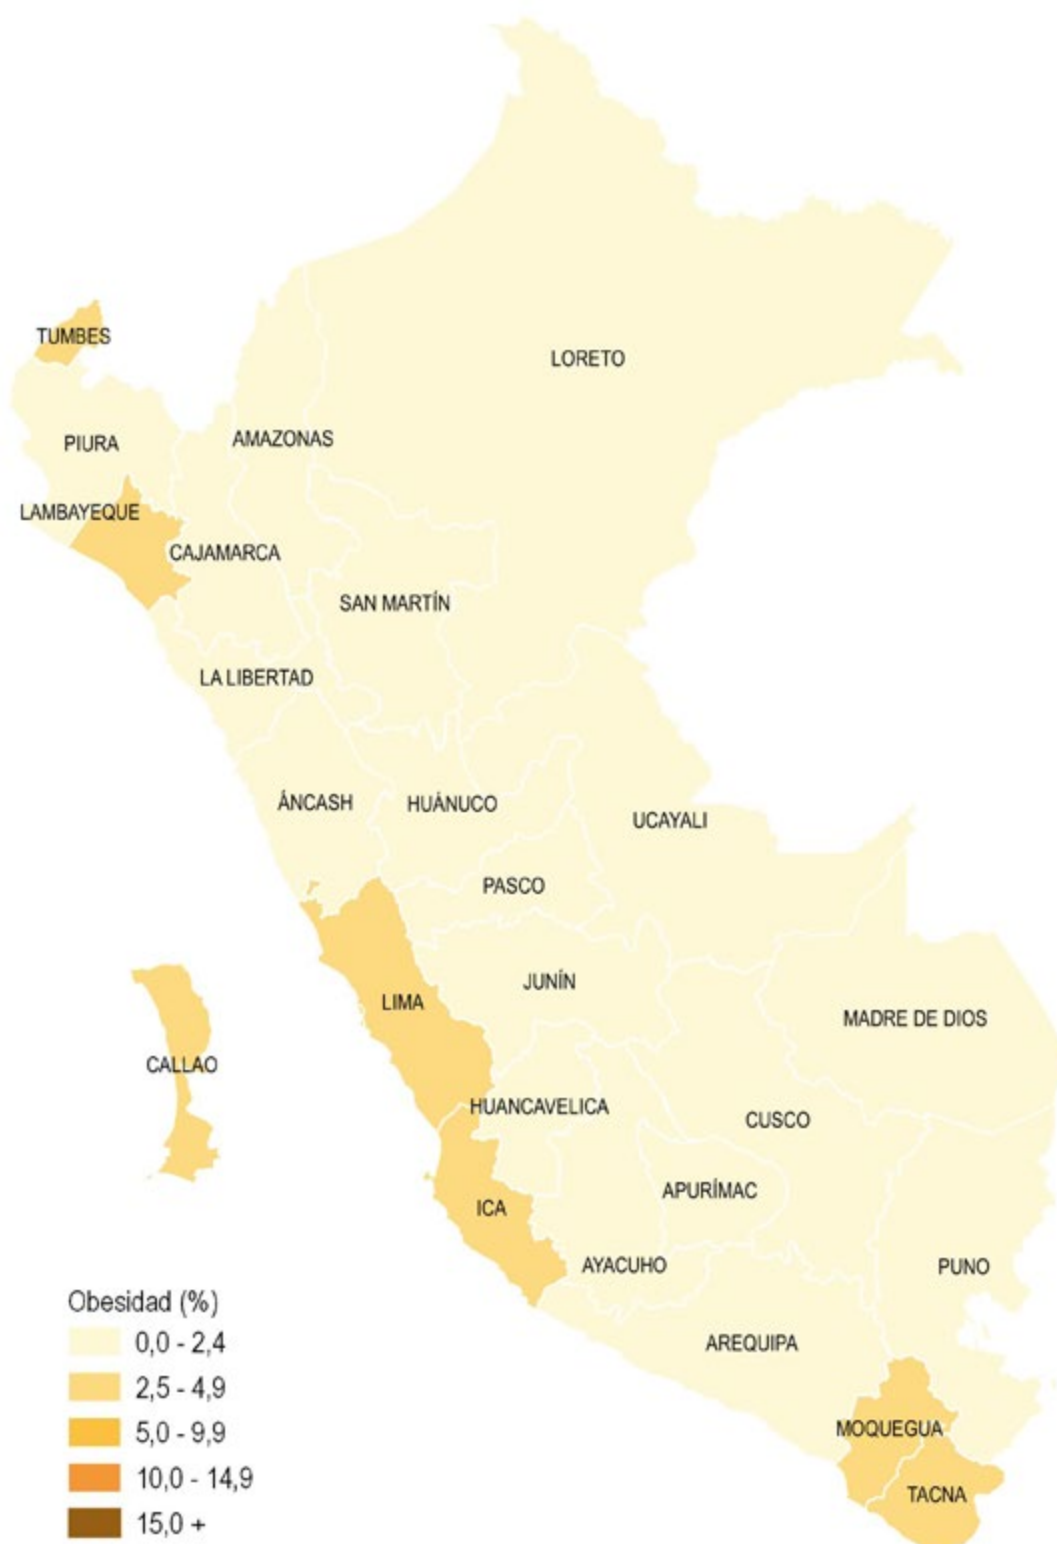 TUMBES
LORETO
AMAZONAS
PIURA
LAMBAYEQUE
CAJAMARCA
SAN MARTÍN
LA LIBERTAD
ÁNCASH
HUÁNUCO
UCAYALI
PASCO
JUNÍN
LIMA
MADRE DE DIOS
CALLAO
HUANCAVELICA
CUSCO
APURÍMAC
ICA
AYACUHO
PUNO
AREQUIPA
MOQUEGUA
TACNA
Obesidad (%)
0,0 - 2,4
2,5 - 4,9
5,0 - 9,9
10,0 - 14,9
15,0 +